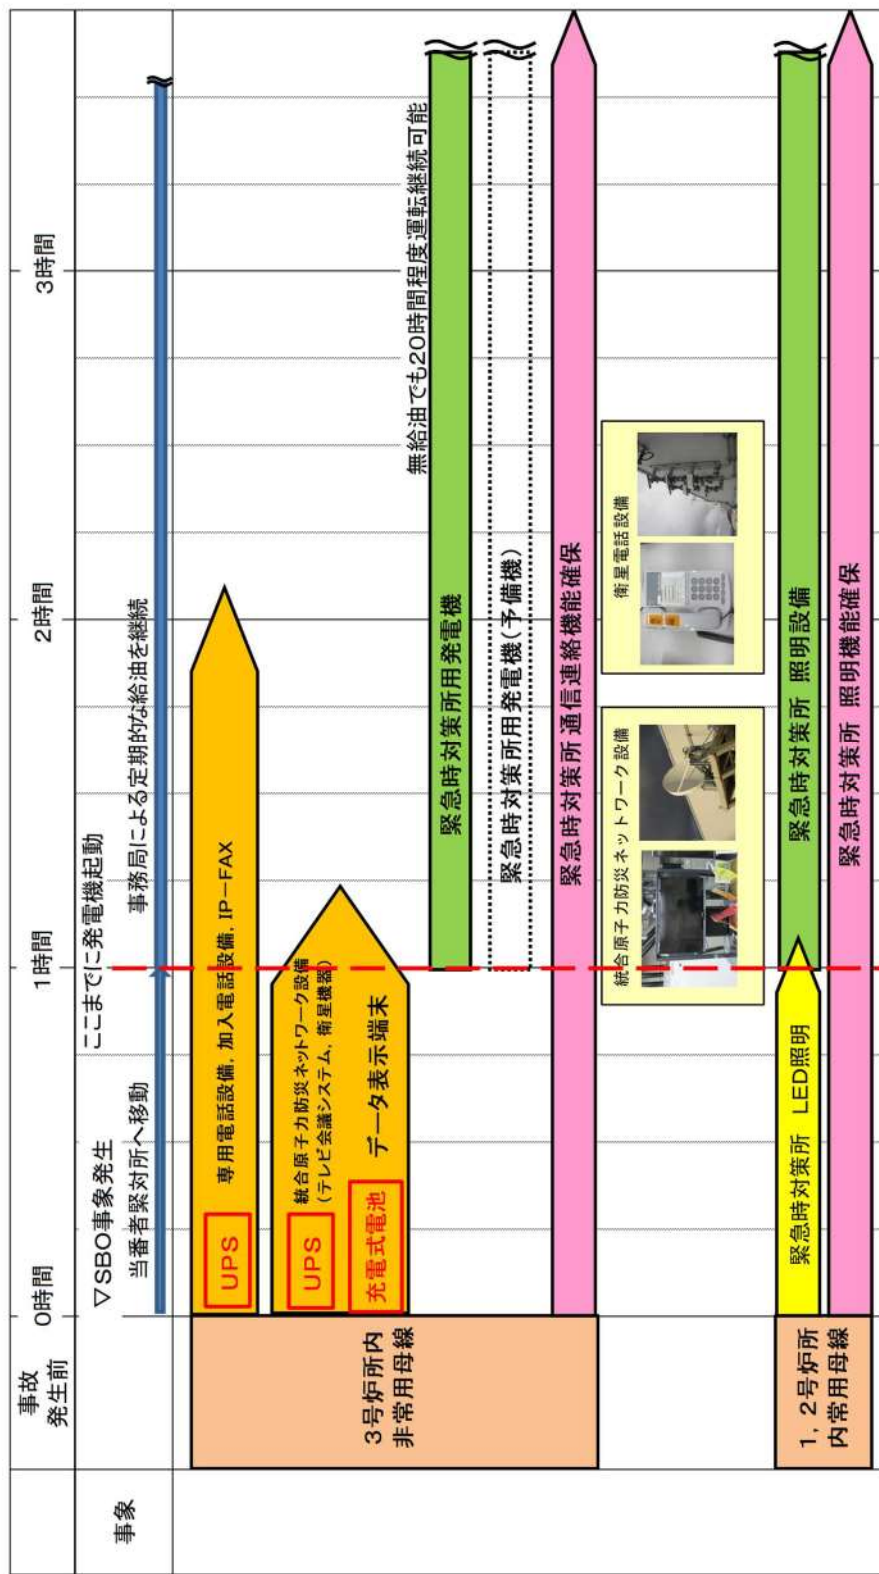 事故
発生前
0時間
1時間
2時間
3時間
事象
▽SBO事象発生
ここまでに発電機起動
当番者緊対所へ移動
事務局による定期的な給油を継続
3号炉所内
非常用母線
UPS
専用電話設備，加入電話設備，IP－FAX
UPS
統合原子力防災ネットワーク設備
（テレビ会議システム，衛星機器）
充電式電池
データ表示端末
無給油でも20時間程度運転継続可能
緊急時対策所用発電機
緊急時対策所用発電機（予備機）
緊急時対策所通信連絡機能確保
統合原子力防災ネットワーク設備
衛星電話設備
1，2号炉所
内常用母線
緊急時対策所 LED照明
緊急時対策所 照明設備
緊急時対策所 照明機能確保